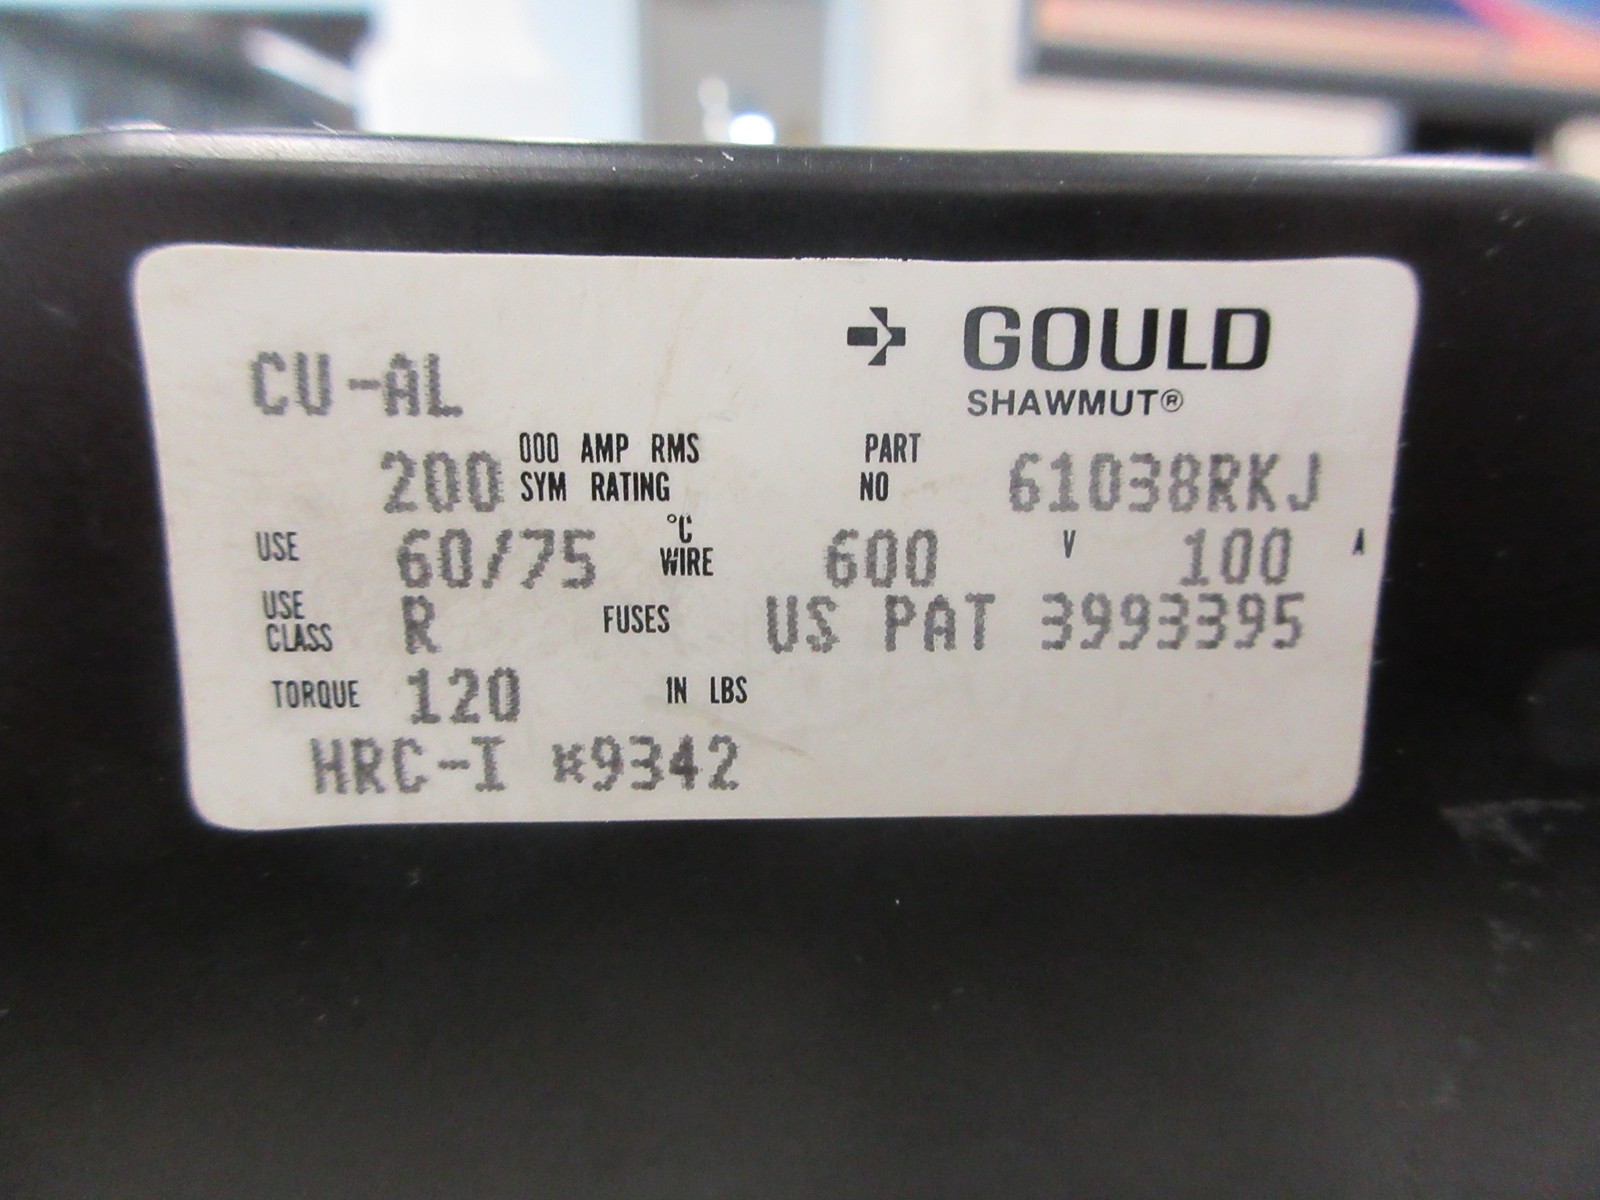 GOULD
SHAWMUT®
CU-AL
200 000 AMP RMS SYM RATING PART NO 61038RKJ
USE 60/75 °C WIRE 600 V 100 A
USE CLASS R FUSES US PAT 3993395
TORQUE 120 IN LBS
HRC-I ¤9342